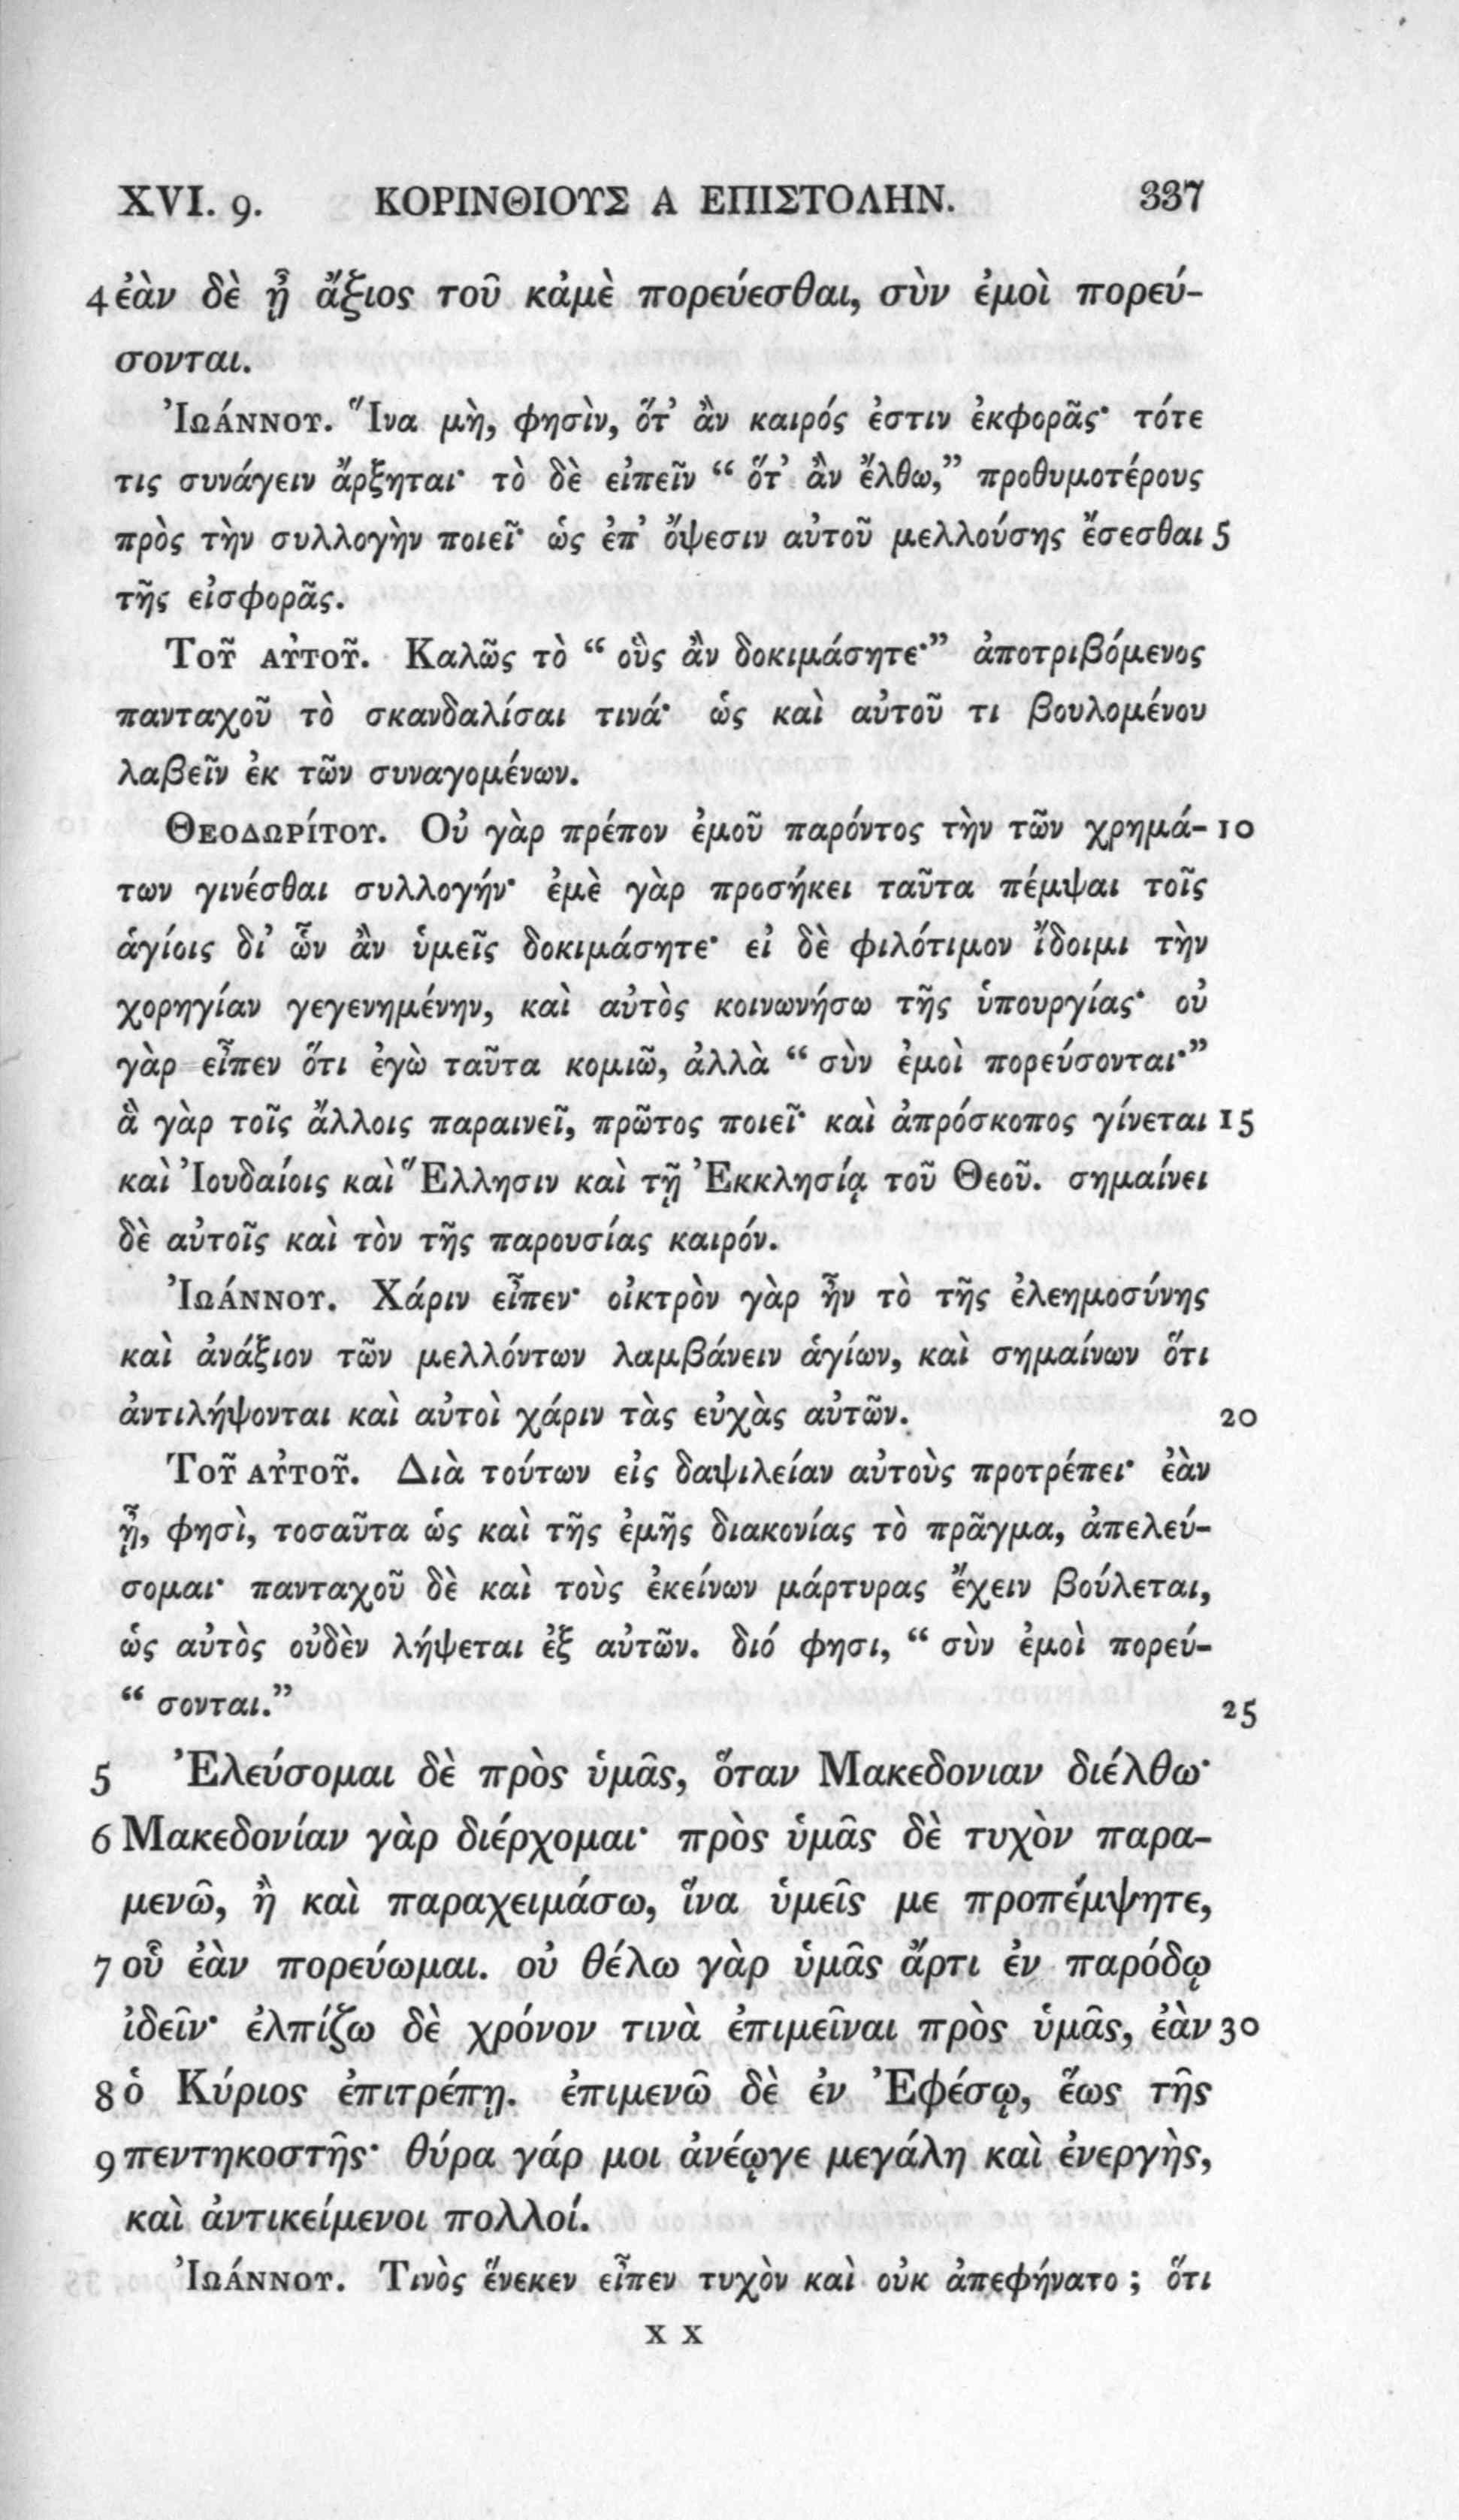 XVI. 9. ΚΟΡΙΝΘΙΟΥΣ Α ΕΠΙΣΤΟΛΗΝ. 337
4 ἐὰν δὲ ᾖ ἄξιος τοῦ κἀμὲ πορεύεσθαι, σὺν ἐμοὶ πορεύ-
σονται.
Ἰωάννου. Ἵνα μὴ, φησὶν, ὅτ’ ἂν καιρός ἐστιν ἐκφορᾶς· τότε
τις συνάγειν ἄρξηται· τὸ δὲ εἰπεῖν “ ὅτ’ ἂν ἔλθω,” προθυμοτέρους
πρὸς τὴν συλλογὴν ποιεῖ· ὡς ἐπ’ ὄψεσιν αὐτοῦ μελλούσης ἔσεσθαι 5
τῆς εἰσφορᾶς.
Τοῦ αὐτοῦ. Καλῶς τὸ “ οὓς ἂν δοκιμάσητε·” ἀποτριβόμενος
πανταχοῦ τὸ σκανδαλίσαι τινά· ὡς καὶ αὐτοῦ τι βουλομένου
λαβεῖν ἐκ τῶν συναγομένων.
Θεοδωρίτου. Οὐ γὰρ πρέπον ἐμοῦ παρόντος τὴν τῶν χρημά- 10
των γινέσθαι συλλογήν· ἐμὲ γὰρ προσήκει ταῦτα πέμψαι τοῖς
ἁγίοις δι’ ὧν ἂν ὑμεῖς δοκιμάσητε· εἰ δὲ φιλότιμον ἴδοιμι τὴν
χορηγίαν γεγενημένην, καὶ αὐτὸς κοινωνήσω τῆς ὑπουργίας· οὐ
γὰρ εἶπεν ὅτι ἐγὼ ταῦτα κομιῶ, ἀλλὰ “ σὺν ἐμοὶ πορεύσονται·”
ἃ γὰρ τοῖς ἄλλοις παραινεῖ, πρῶτος ποιεῖ· καὶ ἀπρόσκοπος γίνεται 15
καὶ Ἰουδαίοις καὶ Ἕλλησιν καὶ τῇ Ἐκκλησίᾳ τοῦ Θεοῦ. σημαίνει
δὲ αὐτοῖς καὶ τὸν τῆς παρουσίας καιρόν.
Ἰωάννου. Χάριν εἶπεν· οἰκτρὸν γὰρ ἦν τὸ τῆς ἐλεημοσύνης
καὶ ἀνάξιον τῶν μελλόντων λαμβάνειν ἁγίων, καὶ σημαίνων ὅτι
ἀντιλήψονται καὶ αὐτοὶ χάριν τὰς εὐχὰς αὐτῶν. 20
Τοῦ αὐτοῦ. Διὰ τούτων εἰς δαψιλείαν αὐτοὺς προτρέπει· ἐὰν
ᾖ, φησὶ, τοσαῦτα ὡς καὶ τῆς ἐμῆς διακονίας τὸ πρᾶγμα, ἀπελεύ-
σομαι· πανταχοῦ δὲ καὶ τοὺς ἐκείνων μάρτυρας ἔχειν βούλεται,
ὡς αὐτὸς οὐδὲν λήψεται ἐξ αὐτῶν. διό φησι, “ σὺν ἐμοὶ πορεύ-
“ σονται.” 25
5 Ἐλεύσομαι δὲ πρὸς ὑμᾶς, ὅταν Μακεδονιαν διέλθω·
6 Μακεδονίαν γὰρ διέρχομαι· πρὸς ὑμᾶς δὲ τυχὸν παρα-
μενῶ, ἢ καὶ παραχειμάσω, ἵνα ὑμεῖς με προπέμψητε,
7 οὗ ἐὰν πορεύωμαι. οὐ θέλω γὰρ ὑμᾶς ἄρτι ἐν παρόδῳ
ἰδεῖν· ἐλπίζω δὲ χρόνον τινὰ ἐπιμεῖναι πρὸς ὑμᾶς, ἐὰν 30
8 ὁ Κύριος ἐπιτρέπῃ. ἐπιμενῶ δὲ ἐν Ἐφέσῳ, ἕως τῆς
9 πεντηκοστῆς· θύρα γάρ μοι ἀνέῳγε μεγάλη καὶ ἐνεργὴς,
καὶ ἀντικείμενοι πολλοί.
Ἰωάννου. Τινὸς ἕνεκεν εἶπεν τυχὸν καὶ οὐκ ἀπεφήνατο ; ὅτι
x x